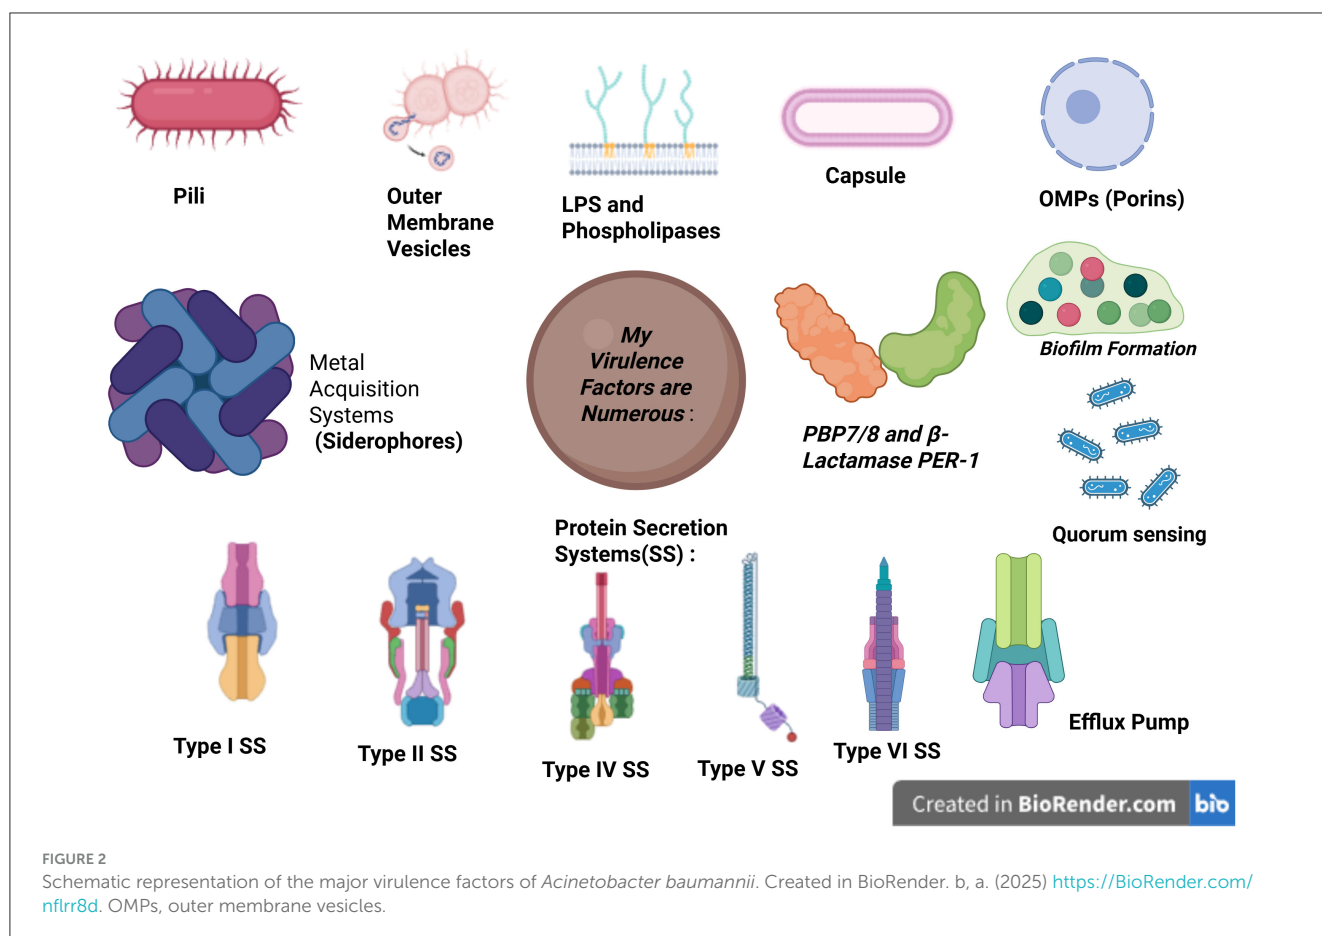 Pili
Outer
Membrane
Vesicles
LPS and
Phospholipases
Capsule
OMPs (Porins)
Metal
Acquisition
Systems
(Siderophores)
My
Virulence
Factors are
Numerous :
PBP7/8 and β-
Lactamase PER-1
Biofilm Formation
Quorum sensing
Protein Secretion
Systems(SS) :
Type I SS
Type II SS
Type IV SS
Type V SS
Type VI SS
Efflux Pump
Created in BioRender.com bio
FIGURE 2
Schematic representation of the major virulence factors of Acinetobacter baumannii. Created in BioRender. b, a. (2025) https://BioRender.com/
nflrr8d. OMPs, outer membrane vesicles.